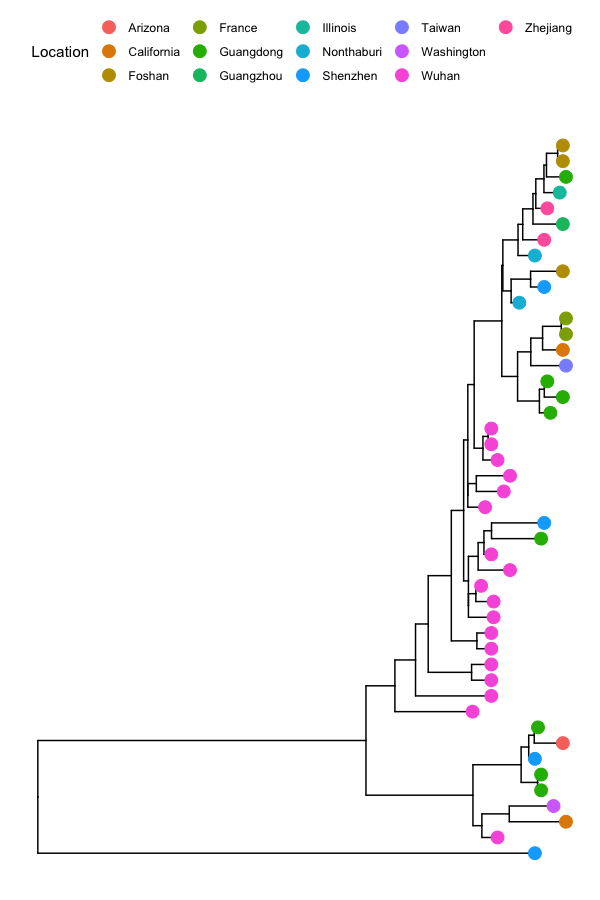 Arizona France Illinois Taiwan Zhejiang
Location California Guangdong Nonthaburi Washington
Foshan Guangzhou Shenzhen Wuhan